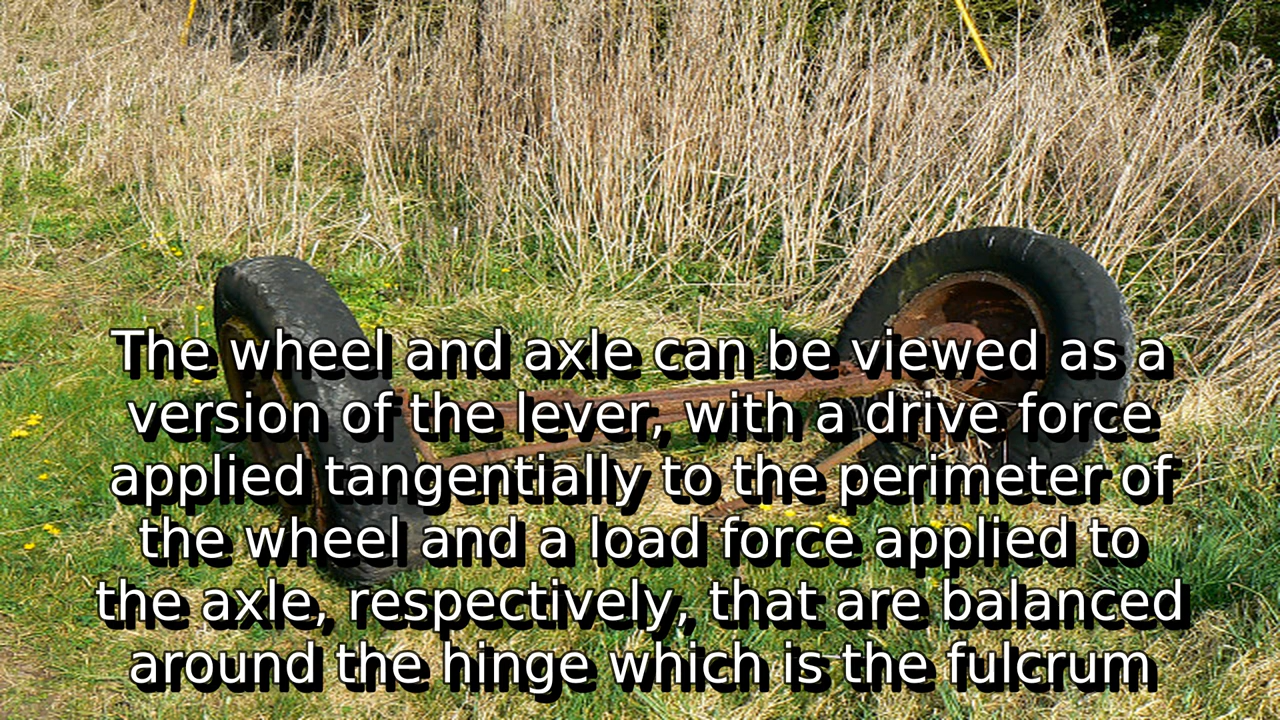 The wheel and axle can be viewed as a
version of the lever, with a drive force
applied tangentially to the perimeter of
the wheel and a load force applied to
the axle, respectively, that are balanced
around the hinge which is the fulcrum